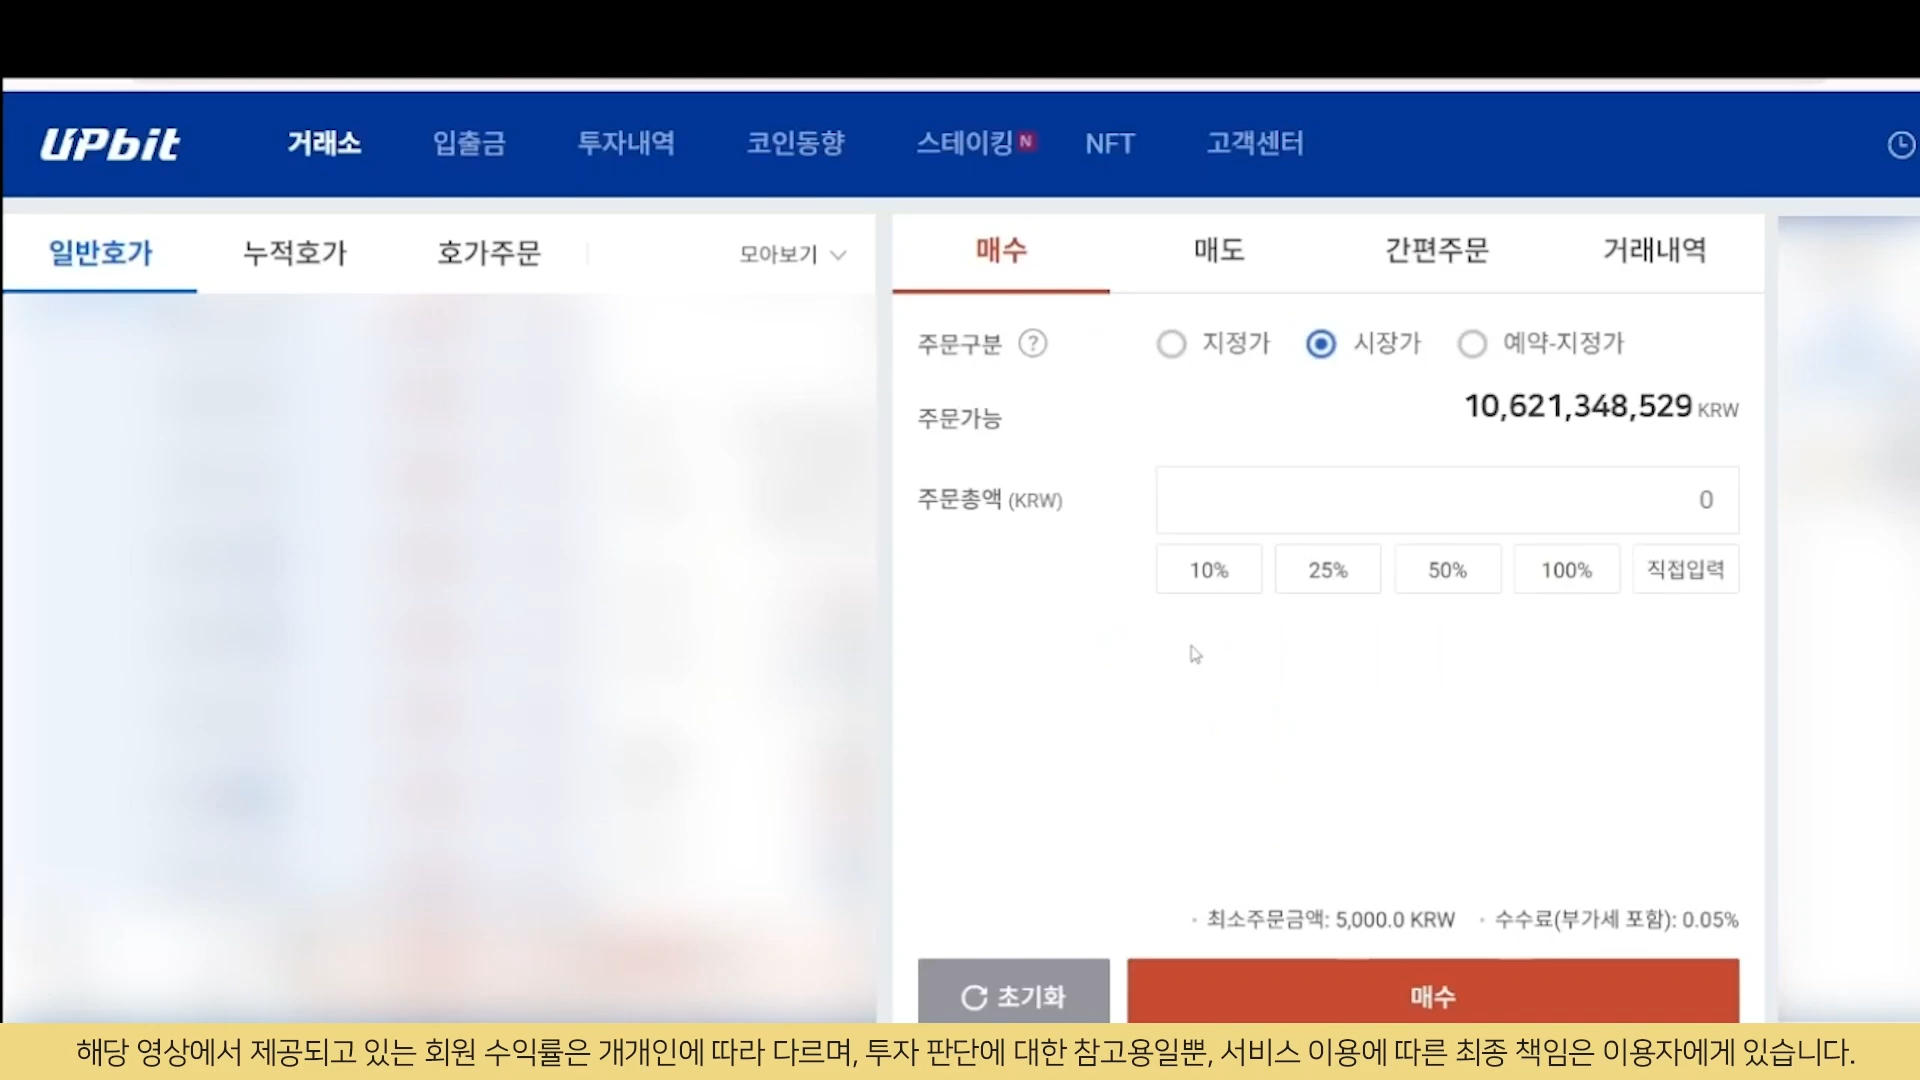 UPbit 거래소 입출금 투자내역 코인동향 스테이킹 N NFT 고객센터
일반호가 누적호가 호가주문 모아보기
매수 매도 간편주문 거래내역
주문구분 ? 지정가 시장가 예약-지정가
주문가능 10,621,348,529 KRW
주문총액 (KRW) 0
10% 25% 50% 100% 직접입력
· 최소주문금액: 5,000.0 KRW · 수수료(부가세 포함): 0.05%
초기화 매수
해당 영상에서 제공되고 있는 회원 수익률은 개개인에 따라 다르며, 투자 판단에 대한 참고용일뿐, 서비스 이용에 따른 최종 책임은 이용자에게 있습니다.